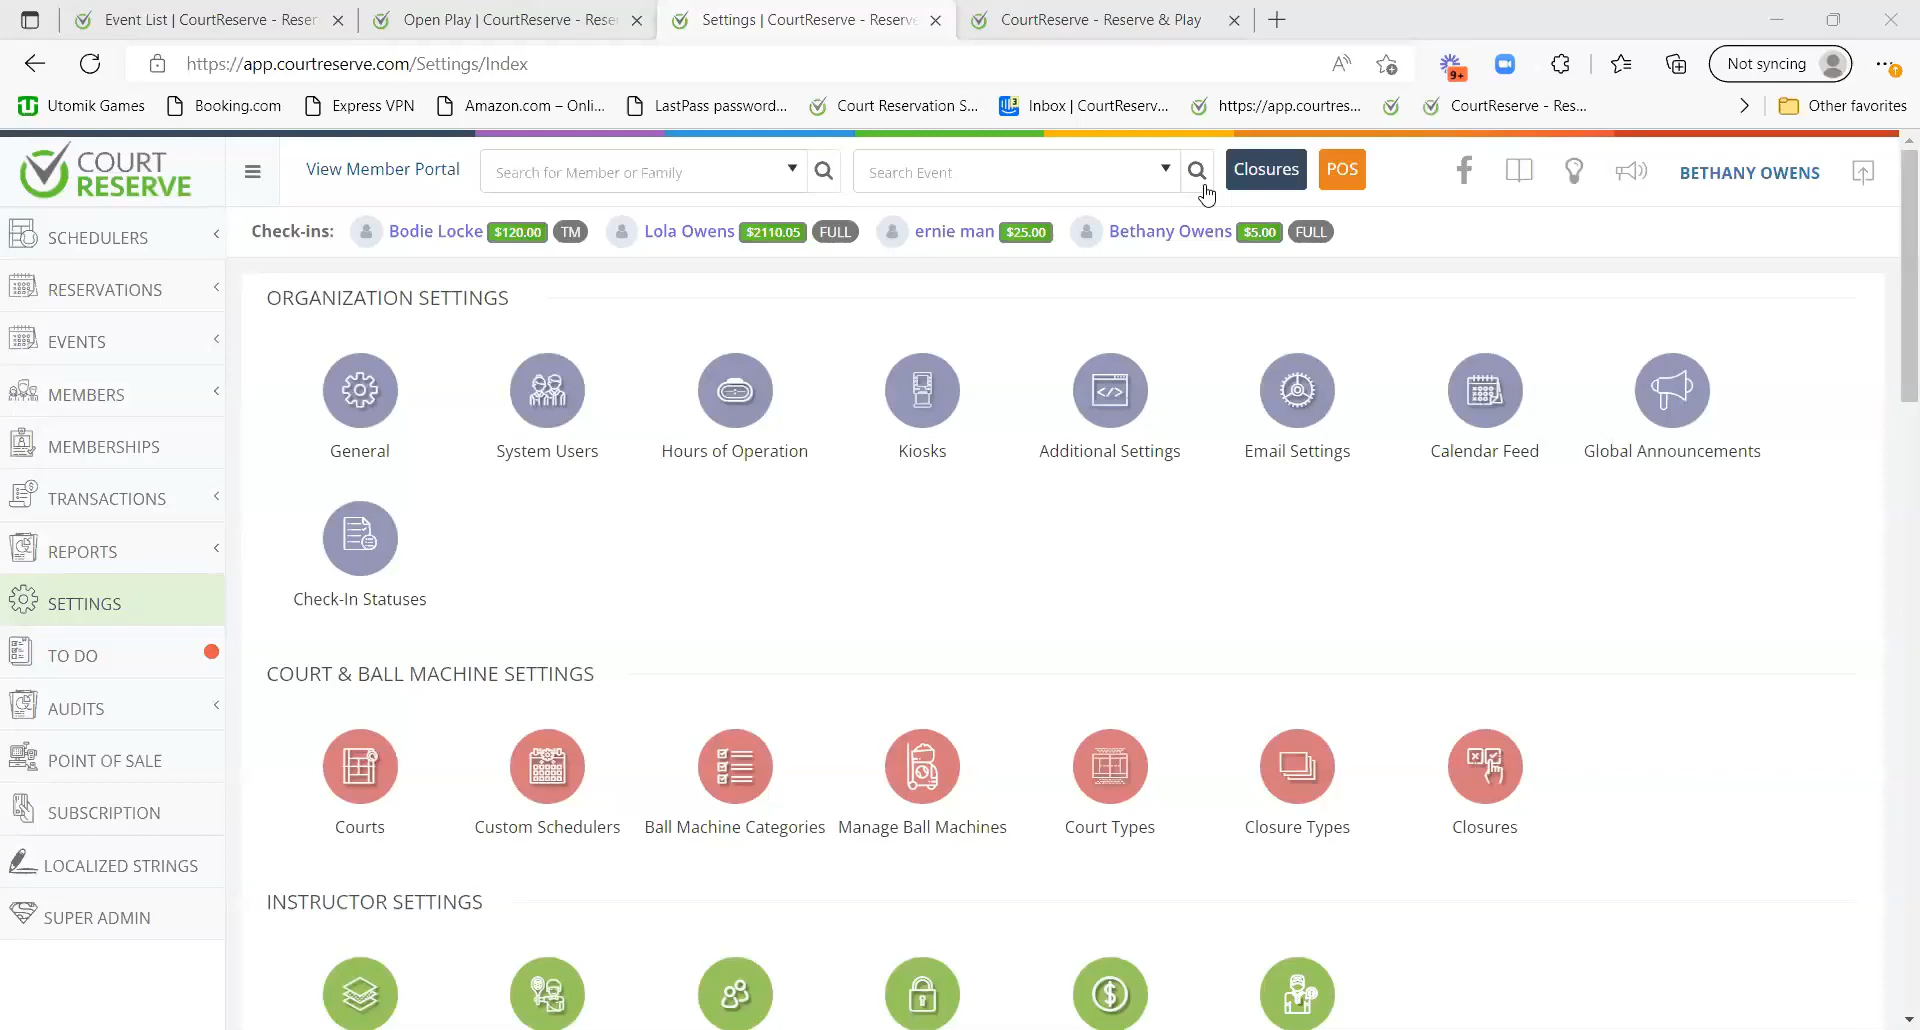 Event List | CourtReserve - Reser
Open Play | CourtReserve - Rese
Settings | CourtReserve - Reserve
CourtReserve - Reserve & Play
https://app.courtreserve.com/Settings/Index
9+
Not syncing
Utomik Games
Booking.com
Express VPN
Amazon.com – Onli...
LastPass password...
Court Reservation S...
3
Inbox | CourtReserv...
https://app.courtres...
CourtReserve - Res...
Other favorites
COURT
RESERVE
View Member Portal
Search for Member or Family
Search Event
Closures
POS
BETHANY OWENS
Check-ins:
Bodie Locke $120.00 TM
Lola Owens $2110.05 FULL
ernie man $25.00
Bethany Owens $5.00 FULL
SCHEDULERS
RESERVATIONS
EVENTS
MEMBERS
MEMBERSHIPS
TRANSACTIONS
REPORTS
SETTINGS
TO DO
AUDITS
POINT OF SALE
SUBSCRIPTION
LOCALIZED STRINGS
SUPER ADMIN
ORGANIZATION SETTINGS
General
System Users
Hours of Operation
Kiosks
Additional Settings
Email Settings
Calendar Feed
Global Announcements
Check-In Statuses
COURT & BALL MACHINE SETTINGS
Courts
Custom Schedulers
Ball Machine Categories
Manage Ball Machines
Court Types
Closure Types
Closures
INSTRUCTOR SETTINGS